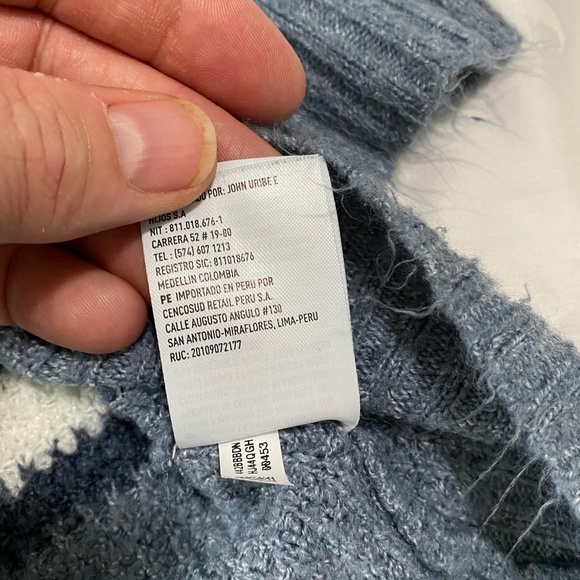 DO POR: JOHN URIBE E
HIJOS S.A
NIT : 811.018.676-1
CARRERA 52 # 19-80
TEL : (574) 607 1213
REGISTRO SIC: 811018676
MEDELLIN COLOMBIA
PE IMPORTADO EN PERU POR
CENCOSUD RETAIL PERU S.A.
CALLE AUGUSTO ANGULO #130
SAN ANTONIO-MIRAFLORES, LIMA-PERU
RUC: 20109072177
00453